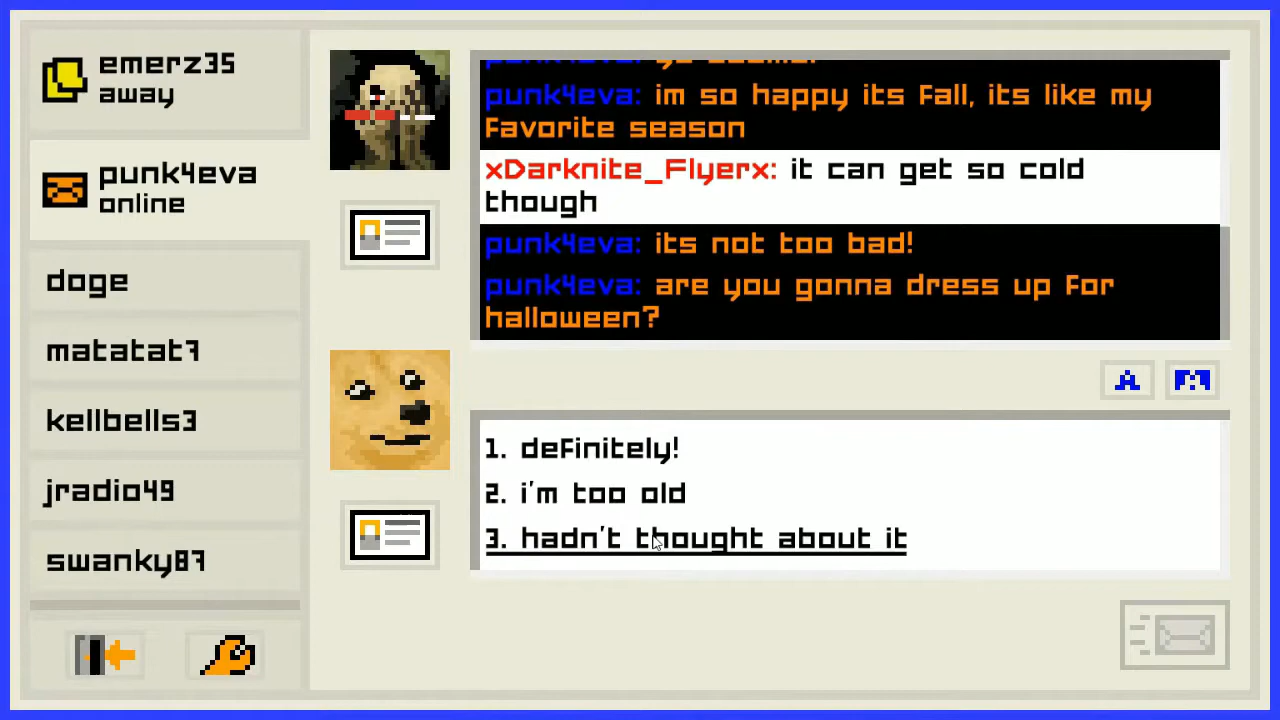 emerz35
away
punk4eva
online
doge
matatat7
kellbells3
jradio49
swanky87
punk4eva: im so happy its fall, its like my
favorite season
xDarknite_Flyerx: it can get so cold
though
punk4eva: its not too bad!
punk4eva: are you gonna dress up for
halloween?
A
1. definitely!
2. i'm too old
3. hadn't thought about it